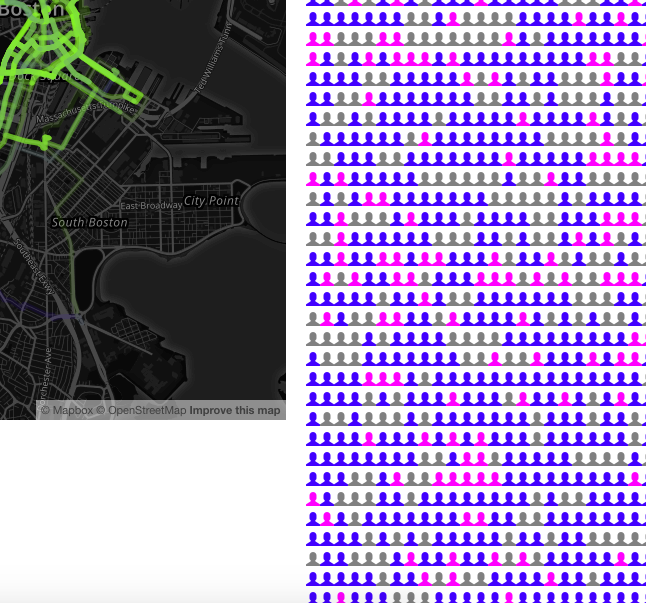 Boston
Ted Williams Tunn
Massachusetts Turnpike
City Point
East Broadway
South Boston
Southeast Expy
Dorchester Ave
© Mapbox © OpenStreetMap Improve this map